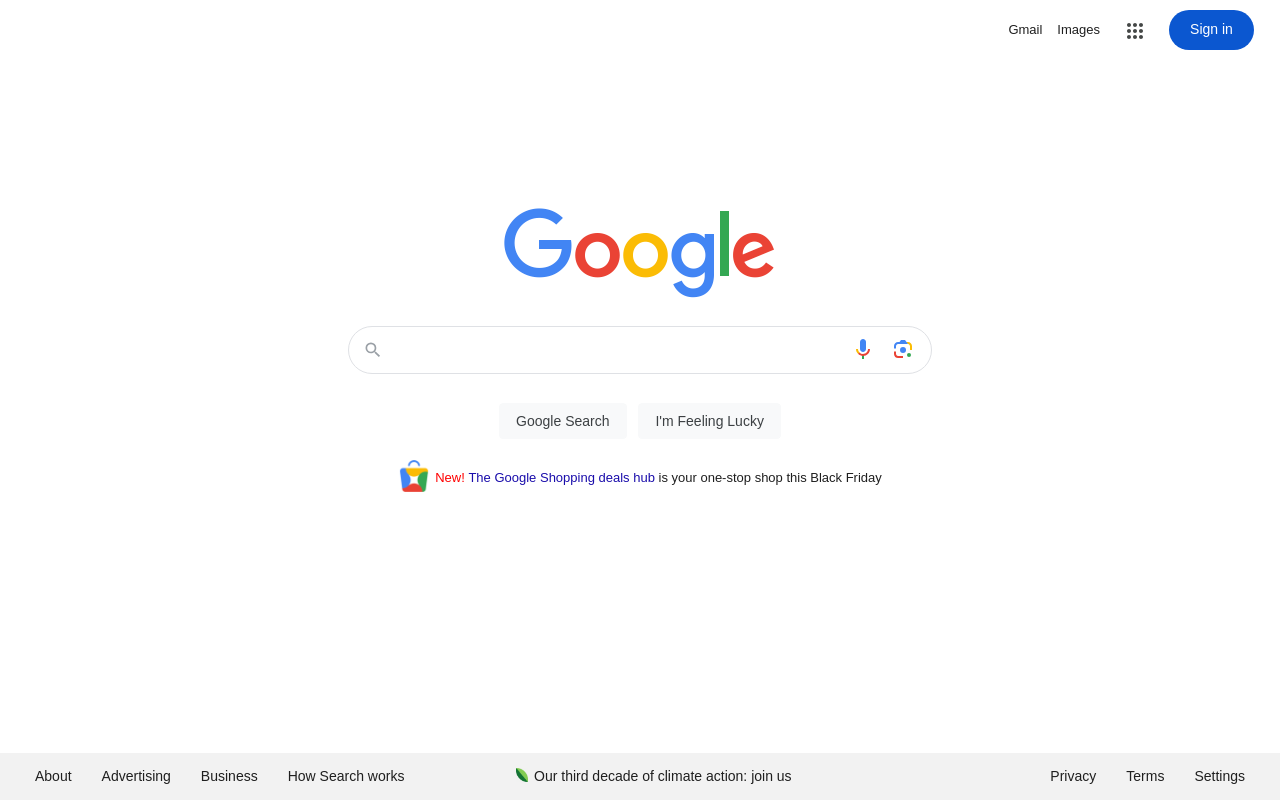 Gmail Images Sign in
Google
Google Search I'm Feeling Lucky
New! The Google Shopping deals hub is your one-stop shop this Black Friday
About Advertising Business How Search works Our third decade of climate action: join us Privacy Terms Settings